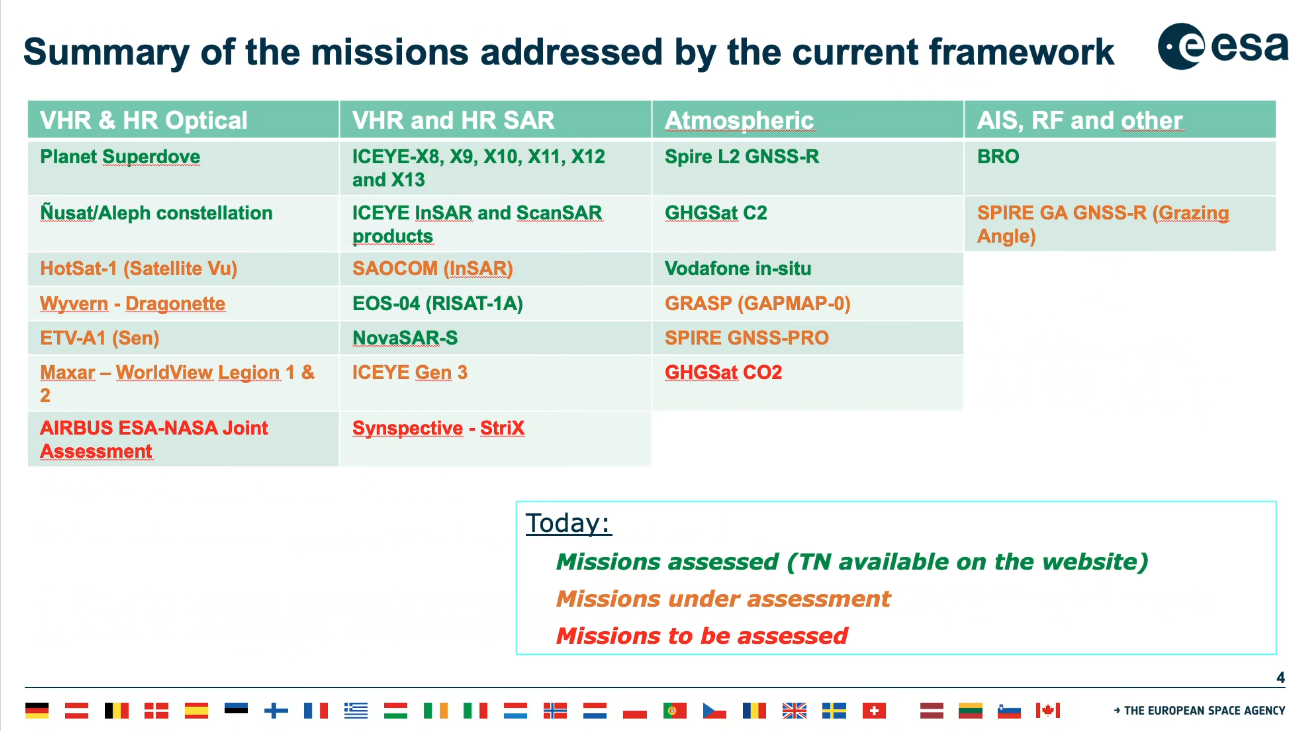 Summary of the missions addressed by the current framework
esa
VHR & HR Optical
VHR and HR SAR
Atmospheric
AIS, RF and other
Planet Superdove
ICEYE-X8, X9, X10, X11, X12
and X13
Spire L2 GNSS-R
BRO
Ñusat/Aleph constellation
ICEYE InSAR and ScanSAR
products
GHGSat C2
SPIRE GA GNSS-R (Grazing
Angle)
HotSat-1 (Satellite Vu)
SAOCOM (InSAR)
Vodafone in-situ
Wyvern - Dragonette
EOS-04 (RISAT-1A)
GRASP (GAPMAP-0)
ETV-A1 (Sen)
NovaSAR-S
SPIRE GNSS-PRO
Maxar – WorldView Legion 1 &
2
ICEYE Gen 3
GHGSat CO2
AIRBUS ESA-NASA Joint
Assessment
Synspective - StriX
Today:
Missions assessed (TN available on the website)
Missions under assessment
Missions to be assessed
4
→ THE EUROPEAN SPACE AGENCY